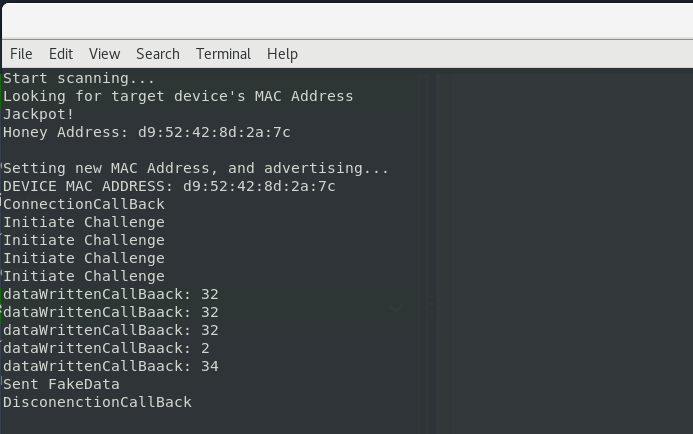 File Edit View Search Terminal Help
Start scanning...
Looking for target device's MAC Address
Jackpot!
Honey Address: d9:52:42:8d:2a:7c
Setting new MAC Address, and advertising...
DEVICE MAC ADDRESS: d9:52:42:8d:2a:7c
ConnectionCallBack
Initiate Challenge
Initiate Challenge
Initiate Challenge
Initiate Challenge
dataWrittenCallBaack: 32
dataWrittenCallBaack: 32
dataWrittenCallBaack: 32
dataWrittenCallBaack: 2
dataWrittenCallBaack: 34
Sent FakeData
DisconenctionCallBack